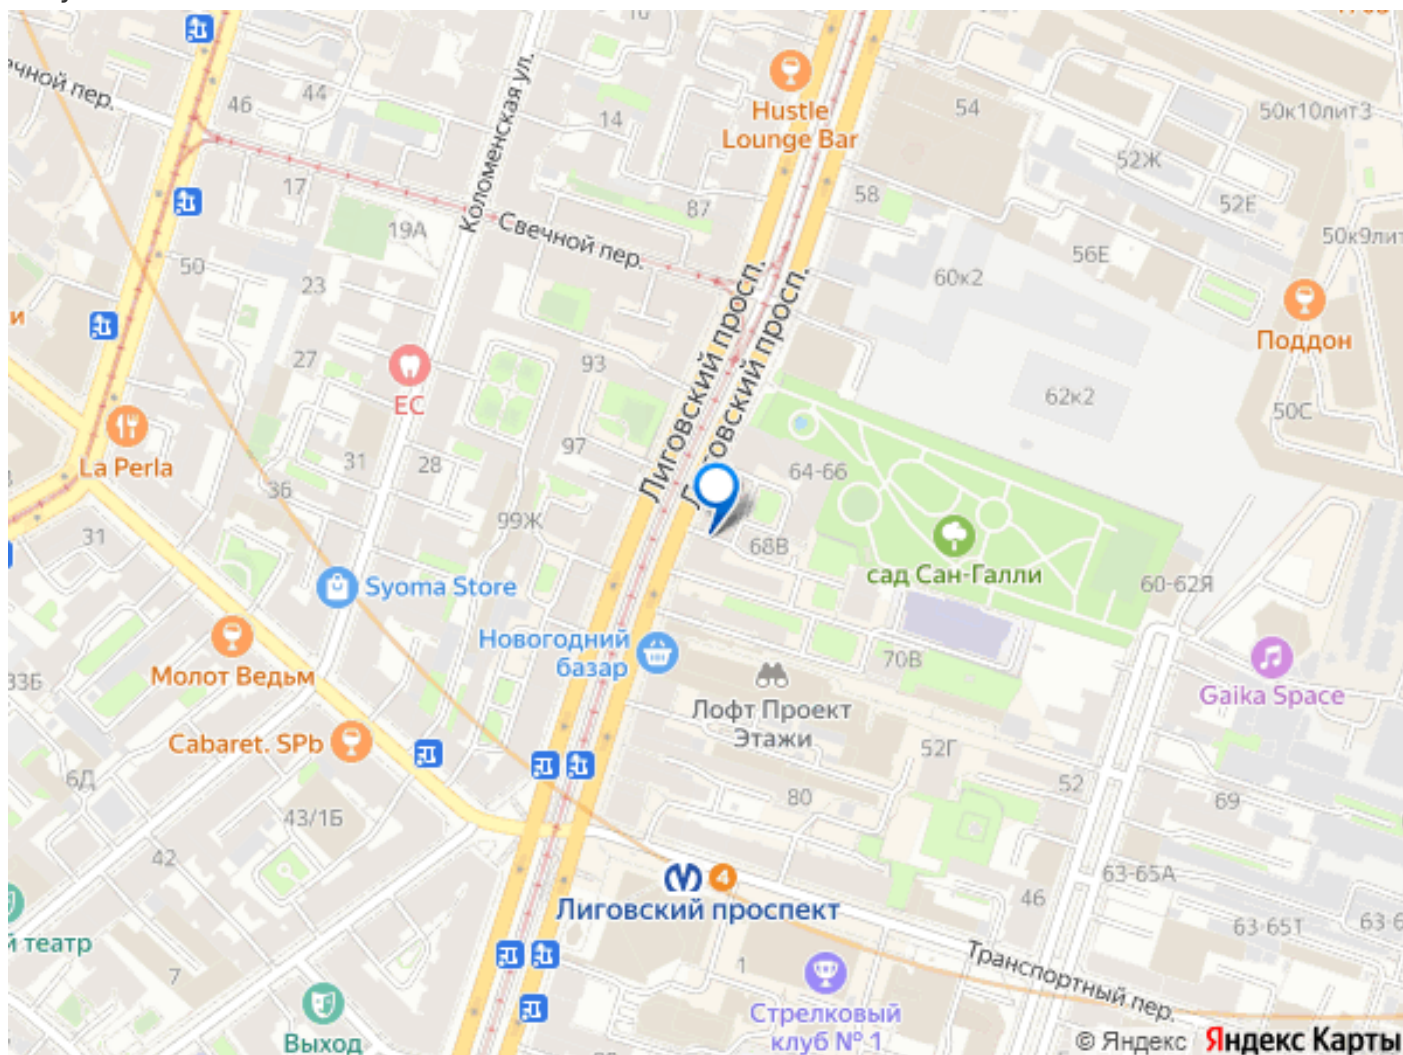 ечной пер.
46
44
Коломенская ул.
14
Hustle
Lounge Bar
54
50к10лит3
52Ж
17
19А
Свечной пер.
87
58
52Е
50к9лит
56Е
60к2
50
23
и
27
ЕС
Лиговский просп.
93
62к2
Поддон
50С
La Perla
31
28
36
97
64-66
31
99Ж
68В
сад Сан-Галли
60-62Я
Syoma Store
Новогодний
базар
70В
Gaika Space
33Б
Молот Ведьм
Лофт Проект
Этажи
Cabaret. SPb
52Г
6Д
43/1Б
80
52
69
42
4
Лиговский проспект
63-65А
46
63-65Т
й театр
7
1
Транспортный пер.
Выход
Стрелковый
клуб № 1
© Яндекс Яндекс Карты